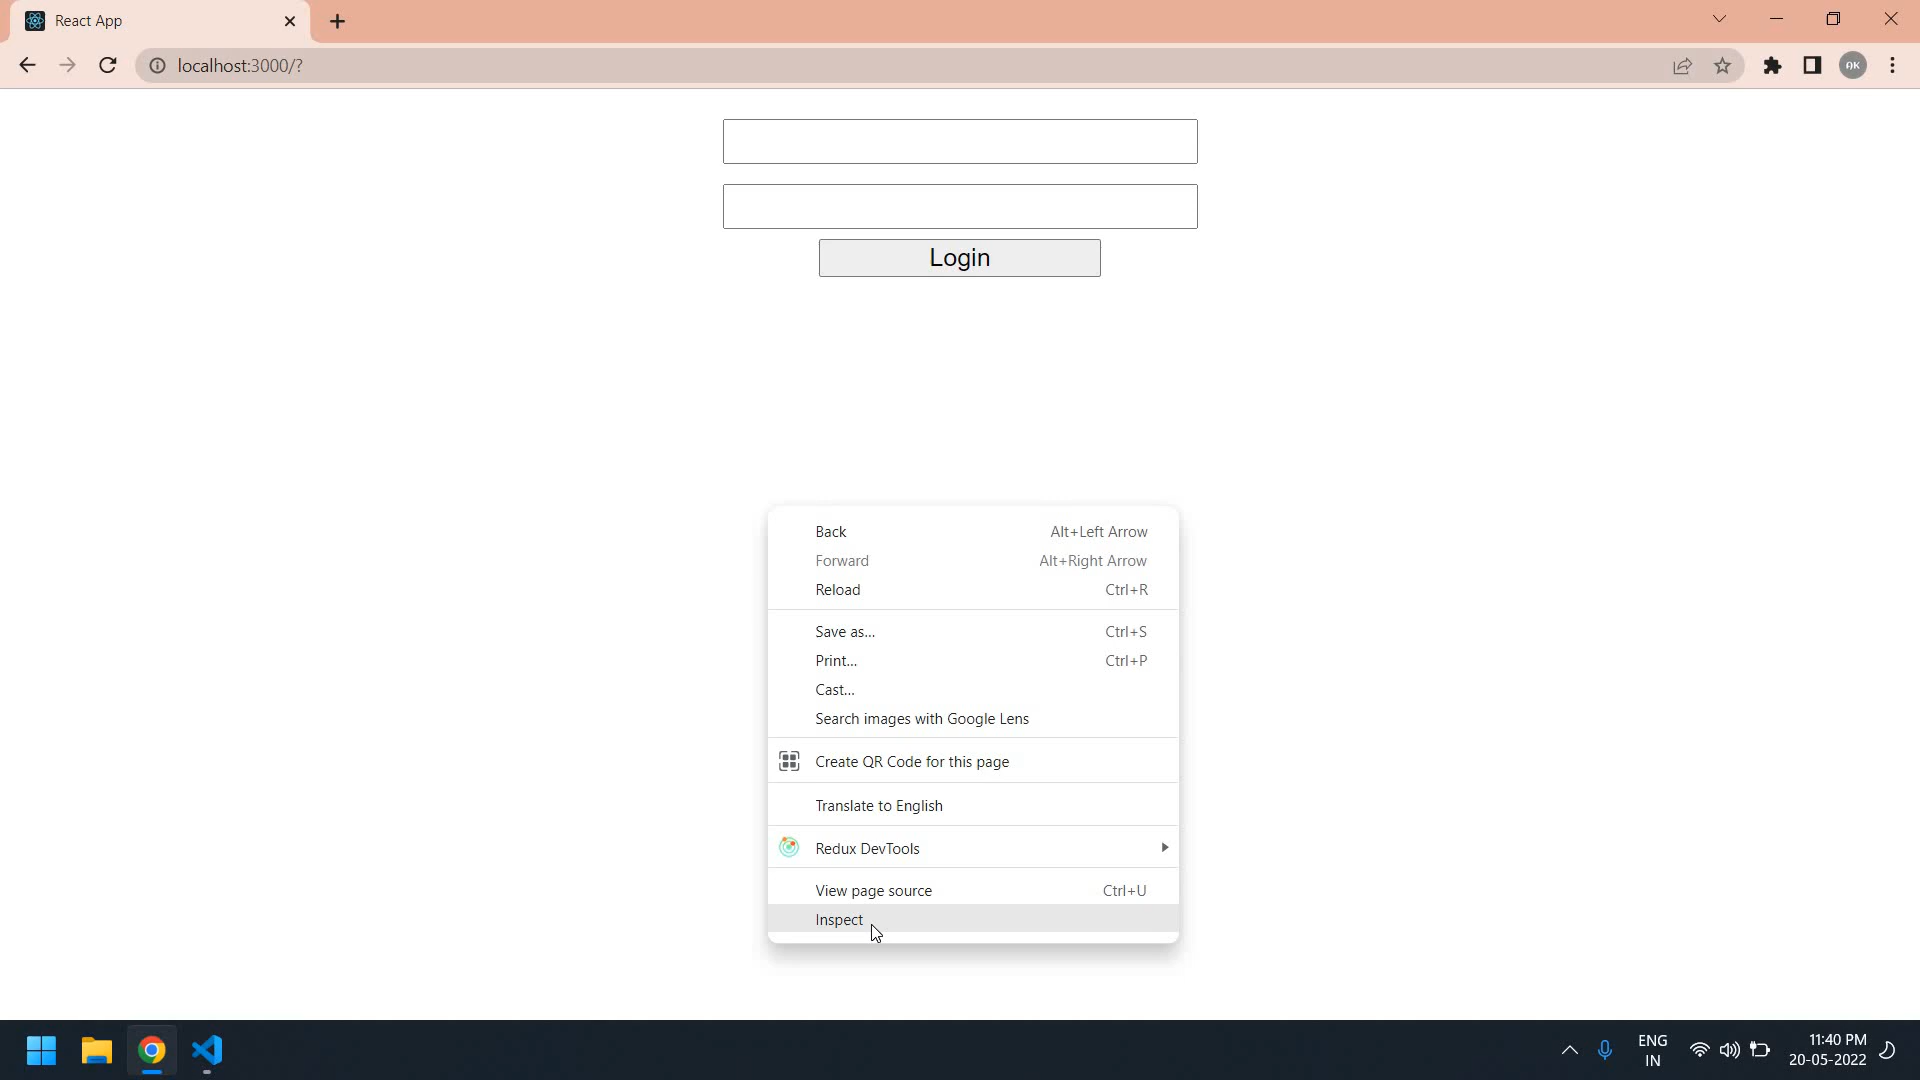 React App
localhost:3000/?
AK
Login
Back Alt+Left Arrow
Forward Alt+Right Arrow
Reload Ctrl+R
Save as... Ctrl+S
Print... Ctrl+P
Cast...
Search images with Google Lens
Create QR Code for this page
Translate to English
Redux DevTools
View page source Ctrl+U
Inspect
ENG
IN
11:40 PM
20-05-2022